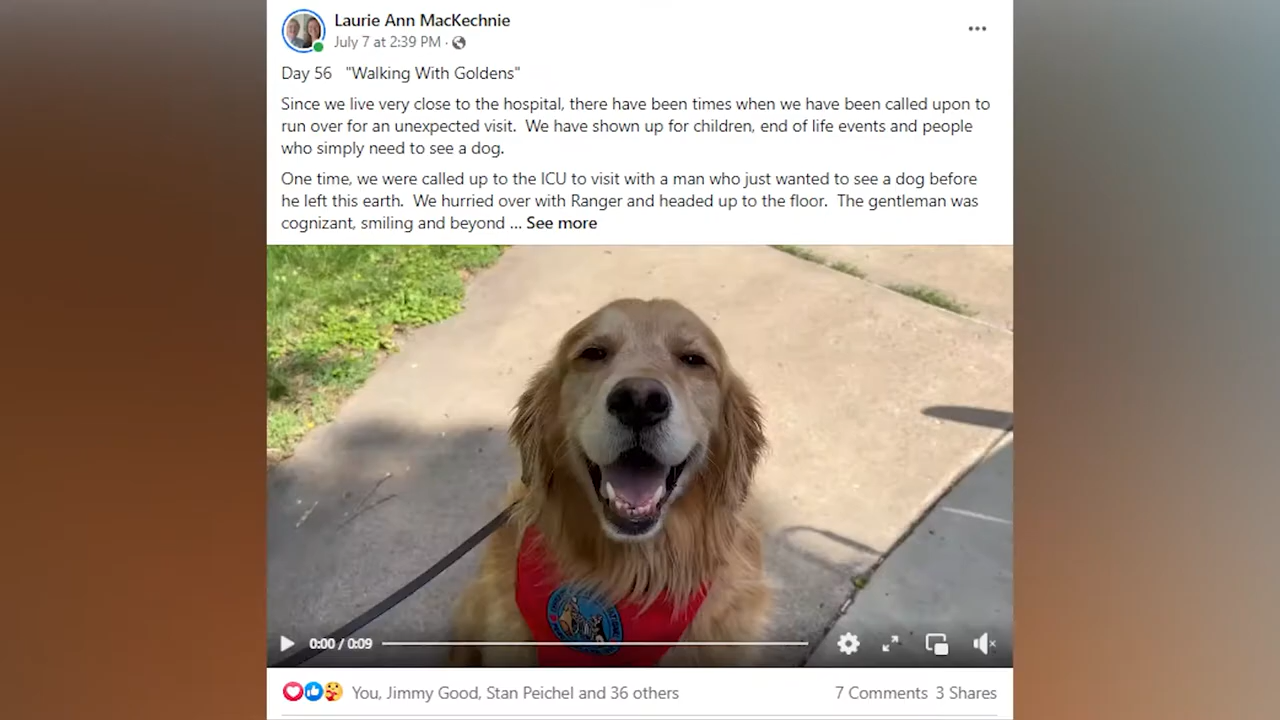 Laurie Ann MacKechnie
July 7 at 2:39 PM ·
Day 56 "Walking With Goldens"
Since we live very close to the hospital, there have been times when we have been called upon to
run over for an unexpected visit. We have shown up for children, end of life events and people
who simply need to see a dog.
One time, we were called up to the ICU to visit with a man who just wanted to see a dog before
he left this earth. We hurried over with Ranger and headed up to the floor. The gentleman was
cognizant, smiling and beyond ... See more
0:00 / 0:09
You, Jimmy Good, Stan Peichel and 36 others
7 Comments 3 Shares